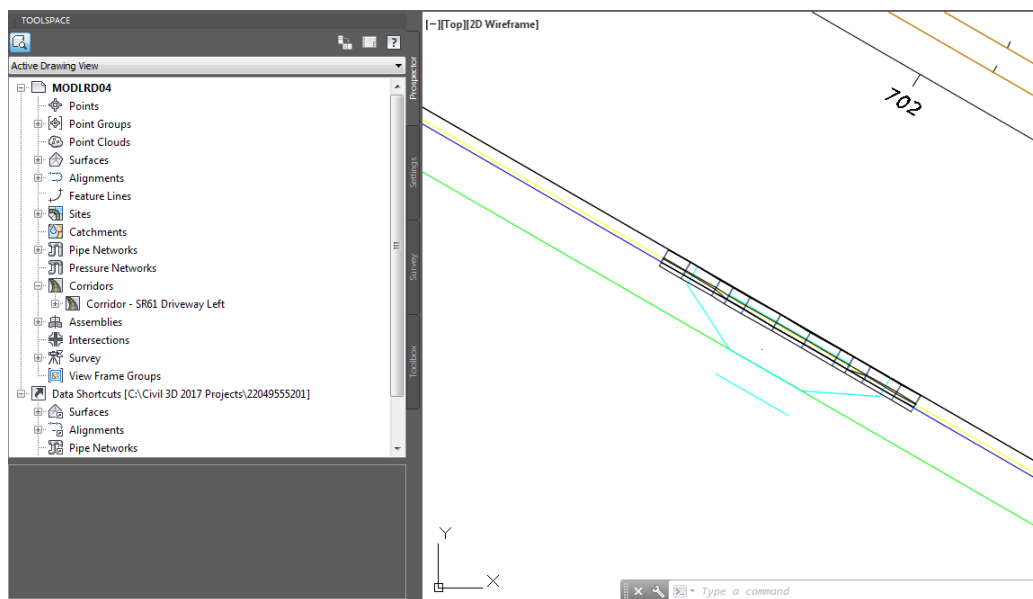 TOOLSPACE
?
Active Drawing View
MODLRD04
Points
Point Groups
Point Clouds
Surfaces
Alignments
Feature Lines
Sites
Catchments
Pipe Networks
Pressure Networks
Corridors
Corridor - SR61 Driveway Left
Assemblies
Intersections
Survey
View Frame Groups
Data Shortcuts [C:\Civil 3D 2017 Projects\22049555201]
Surfaces
Alignments
Pipe Networks
Prospector
Settings
Survey
Toolbox
[−][Top][2D Wireframe]
702
Y
X
Type a command